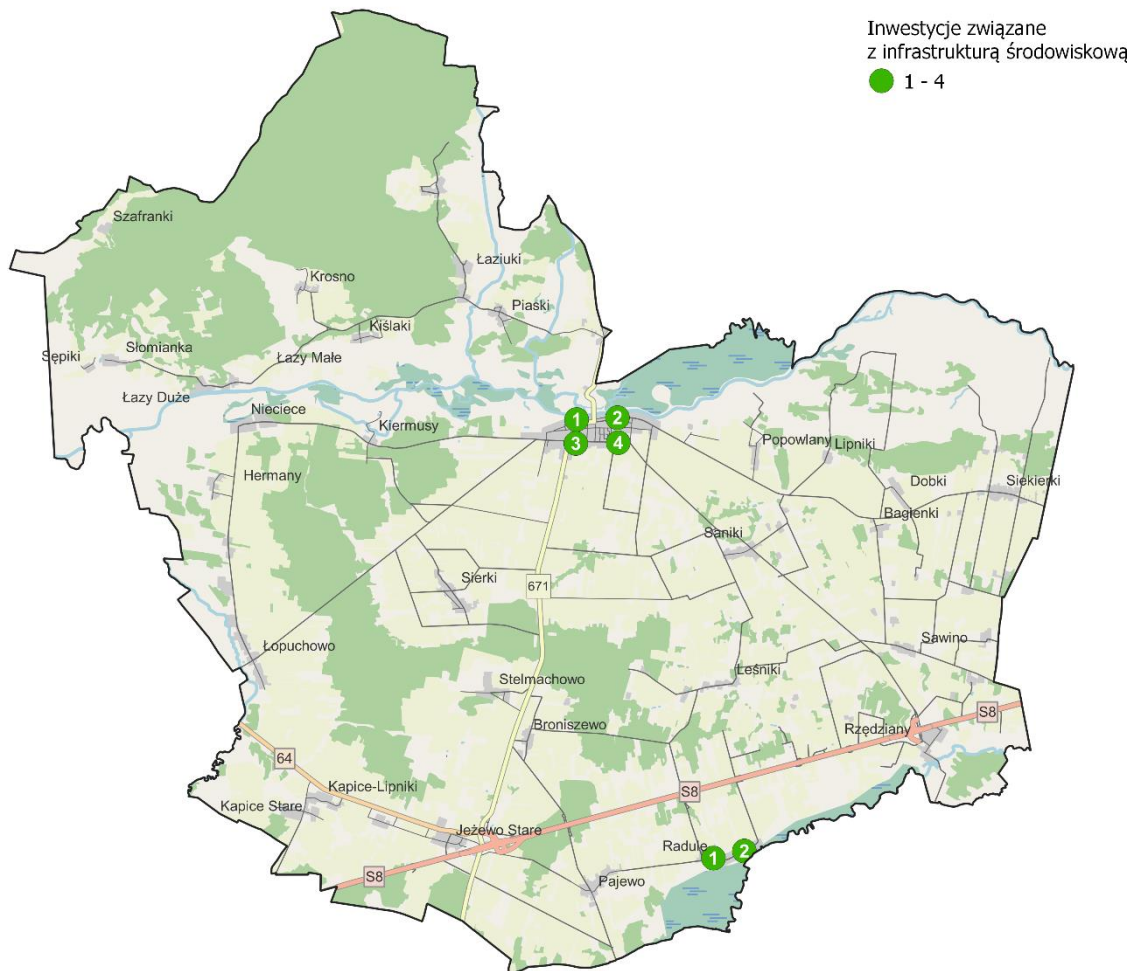 Inwestycje związane
z infrastrukturą środowiskową
1 - 4
Szafranki
Łaziuki
Krosno
Piaski
Kiślaki
Słomianka
Sępiki
Łazy Małe
Łazy Duże
Nieciece
Kiermusy
1
2
3
4
Popowlany
Lipniki
Hermany
Dobki
Siekierki
Bagienki
Saniki
Sierki
671
Sawino
Łopuchowo
Leśniki
Stelmachowo
S8
Broniszewo
Rzędziany
64
Kapice-Lipniki
S8
Kapice Stare
Jeżewo Stare
Radule
1
2
S8
Pajewo